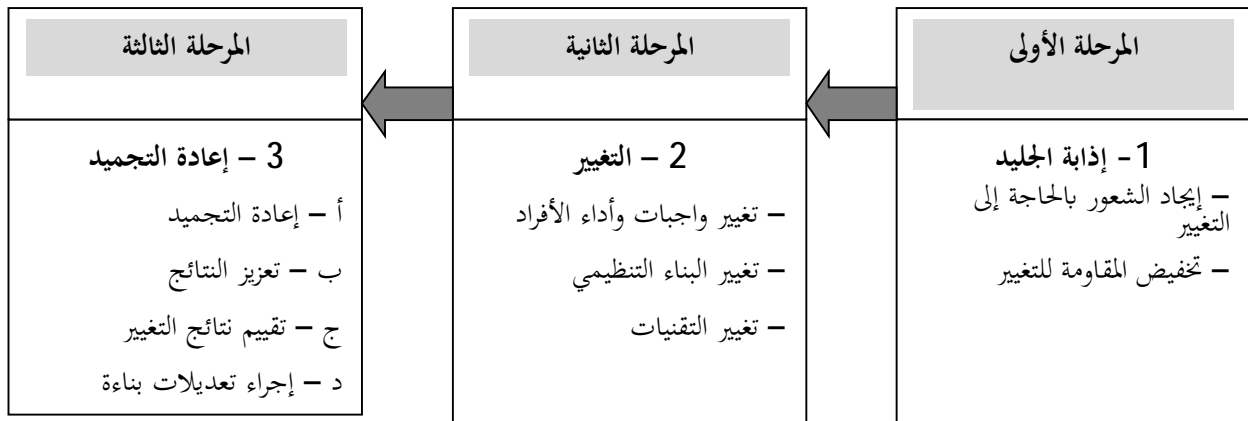 المرحلة الأولى
1- إذابة الجليد
– إيجاد الشعور بالحاجة إلى
التغيير
– تخفيض المقاومة للتغيير
المرحلة الثانية
2 – التغيير
– تغيير واجبات وأداء الأفراد
– تغيير البناء التنظيمي
– تغيير التقنيات
المرحلة الثالثة
3 – إعادة التجميد
أ – إعادة التجميد
ب – تعزيز النتائج
ج – تقييم نتائج التغيير
د – إجراء تعديلات بناءة